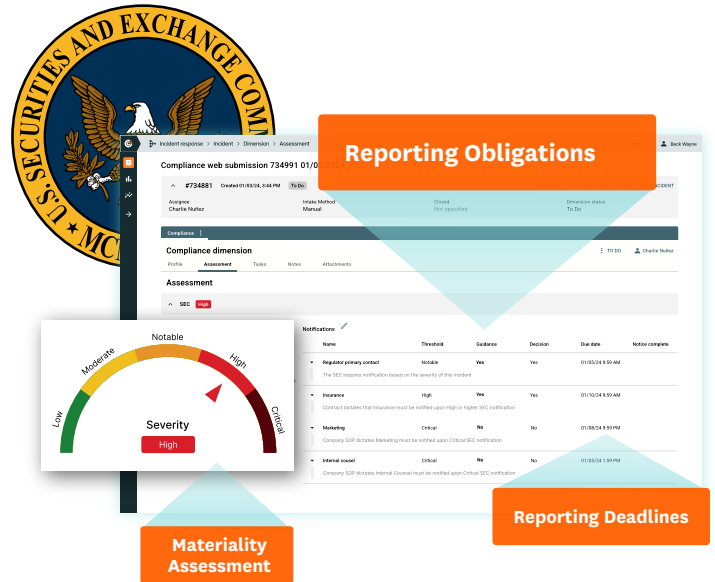 U.S. SECURITIES AND EXCHANGE COM
MC
Reporting Obligations
Incident response > Incident > Dimension > Assessment
Beck Wayne
Compliance web submission 734991 01/0
#734881 Created 01/03/24, 3:44 PM To Do
Assignee
Charlie Nuñez
Intake Method
Manual
Closed
Not specified
Dimension status
To Do
Compliance
Compliance dimension
TO DO Charlie Nuñez
Profile Assessment Tasks Notes Attachments
Assessment
SEC High
Notifications
Name Threshold Guidance Decision Due date Notice complete
Regulator primary contact Notable Yes Yes 01/05/24 9:59 AM
The SEC requires notification based on the severity of this incident
Insurance High Yes Yes 01/10/24 9:59 AM
Contract dictates that Insurance must be notified upon High or higher SEC notification
Marketing Critical No No 01/08/24 9:59 PM
Company SOP dictates Marketing must be notified upon Critical SEC notification
Internal cousel Critical No No 01/05/24 1:59 PM
Company SOP dictates Internal Counsel must be notified upon Critical SEC notification
Low
Moderate
Notable
High
Critical
Severity
High
Materiality
Assessment
Reporting Deadlines